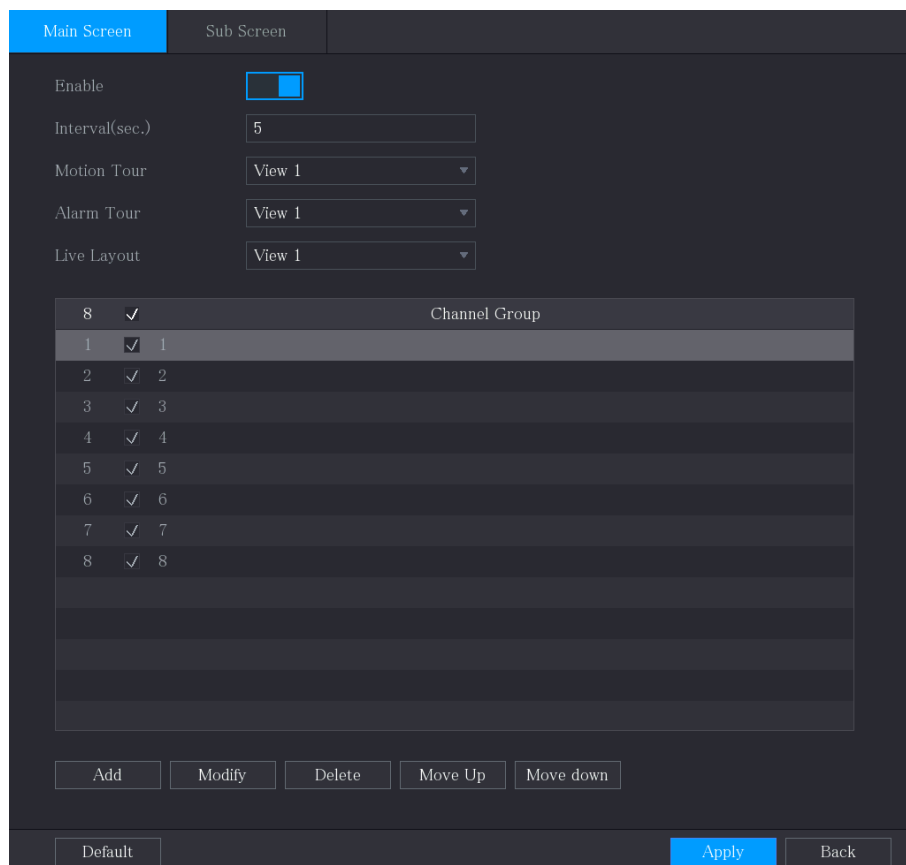 Main Screen Sub Screen
Enable
Interval(sec.) 5
Motion Tour View 1
Alarm Tour View 1
Live Layout View 1
8 Channel Group
1 1
2 2
3 3
4 4
5 5
6 6
7 7
8 8
Add Modify Delete Move Up Move down
Default Apply Back